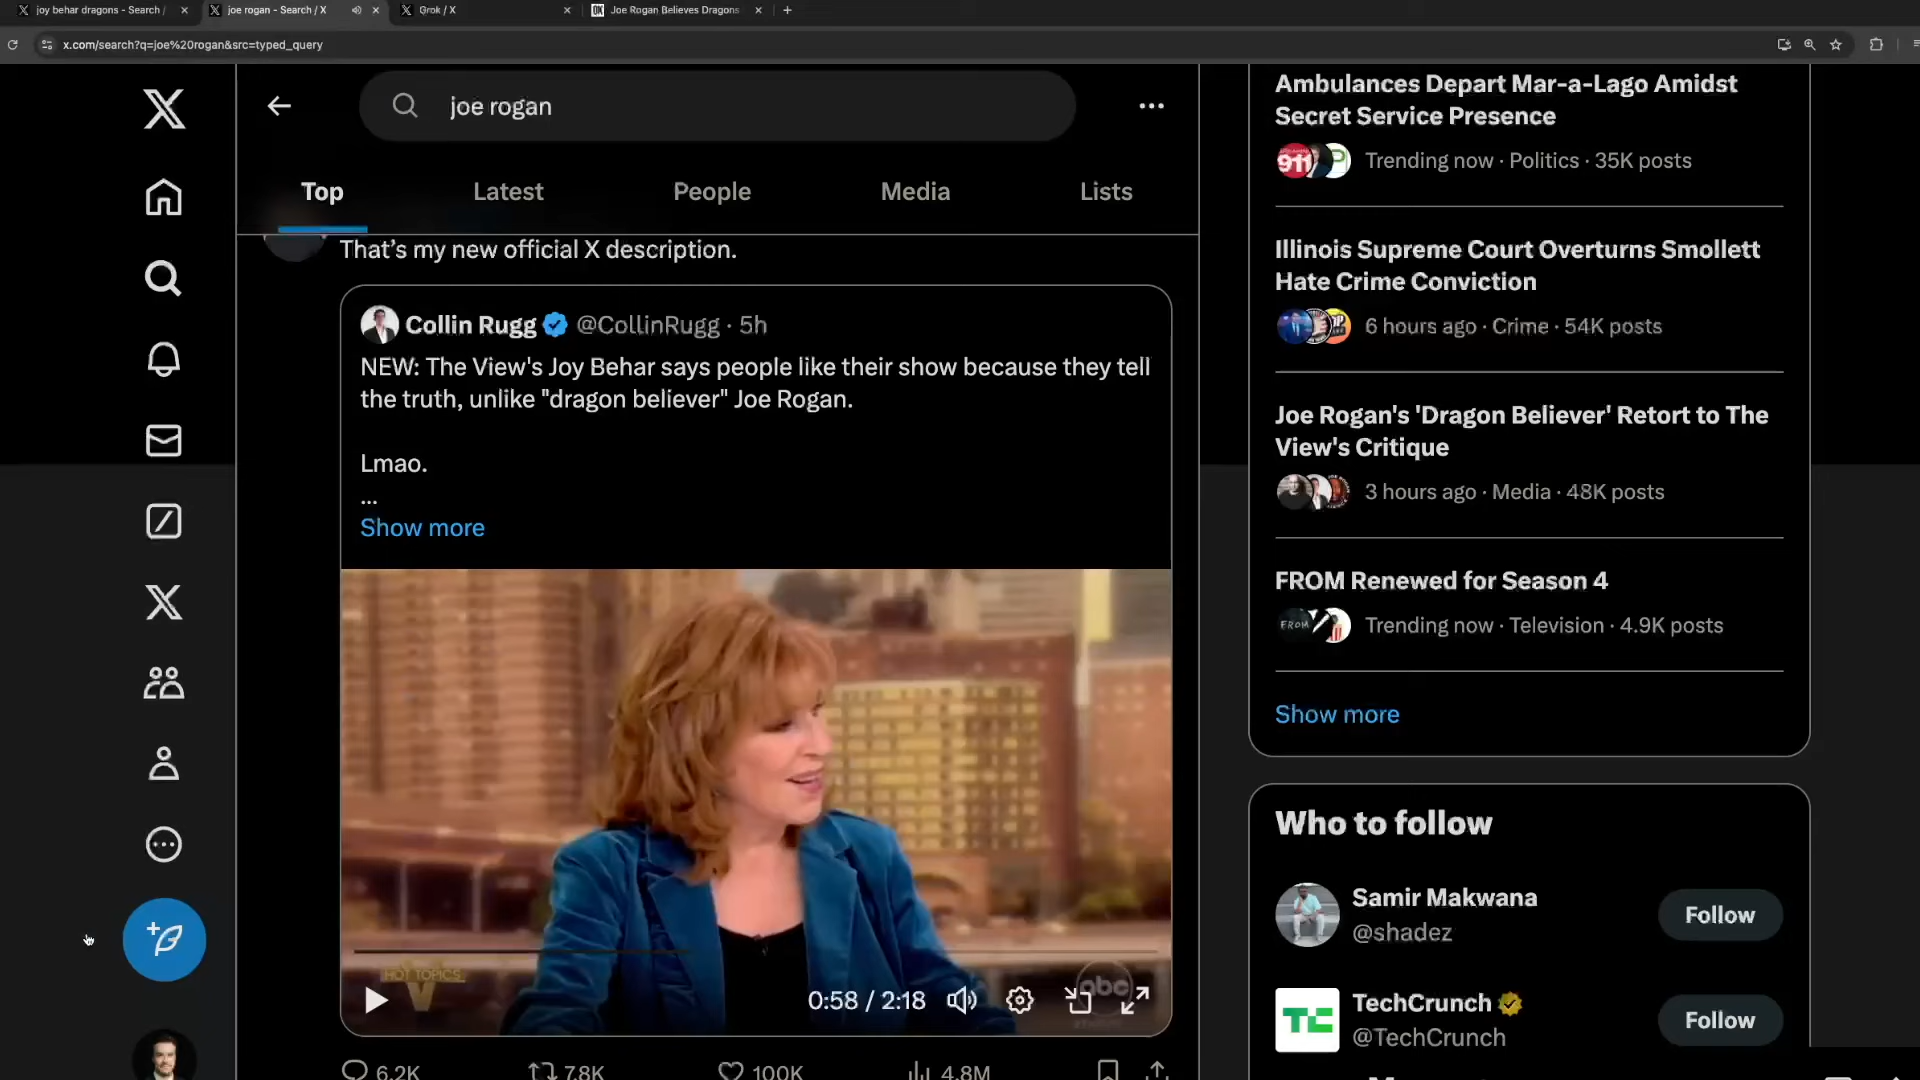 joy behar dragons - Search /
joe rogan - Search / X
Grok / X
Joe Rogan Believes Dragons
x.com/search?q=joe%20rogan&src=typed_query
joe rogan
Top
Latest
People
Media
Lists
That's my new official X description.
Collin Rugg @CollinRugg · 5h
NEW: The View's Joy Behar says people like their show because they tell
the truth, unlike "dragon believer" Joe Rogan.
Lmao.
...
Show more
HOT TOPICS
abc
0:58 / 2:18
6.2K
7.8K
100K
4.8M
Ambulances Depart Mar-a-Lago Amidst
Secret Service Presence
911
Trending now · Politics · 35K posts
Illinois Supreme Court Overturns Smollett
Hate Crime Conviction
6 hours ago · Crime · 54K posts
Joe Rogan's 'Dragon Believer' Retort to The
View's Critique
3 hours ago · Media · 48K posts
FROM Renewed for Season 4
FROM
Trending now · Television · 4.9K posts
Show more
Who to follow
Samir Makwana
@shadez
Follow
TechCrunch
@TechCrunch
Follow